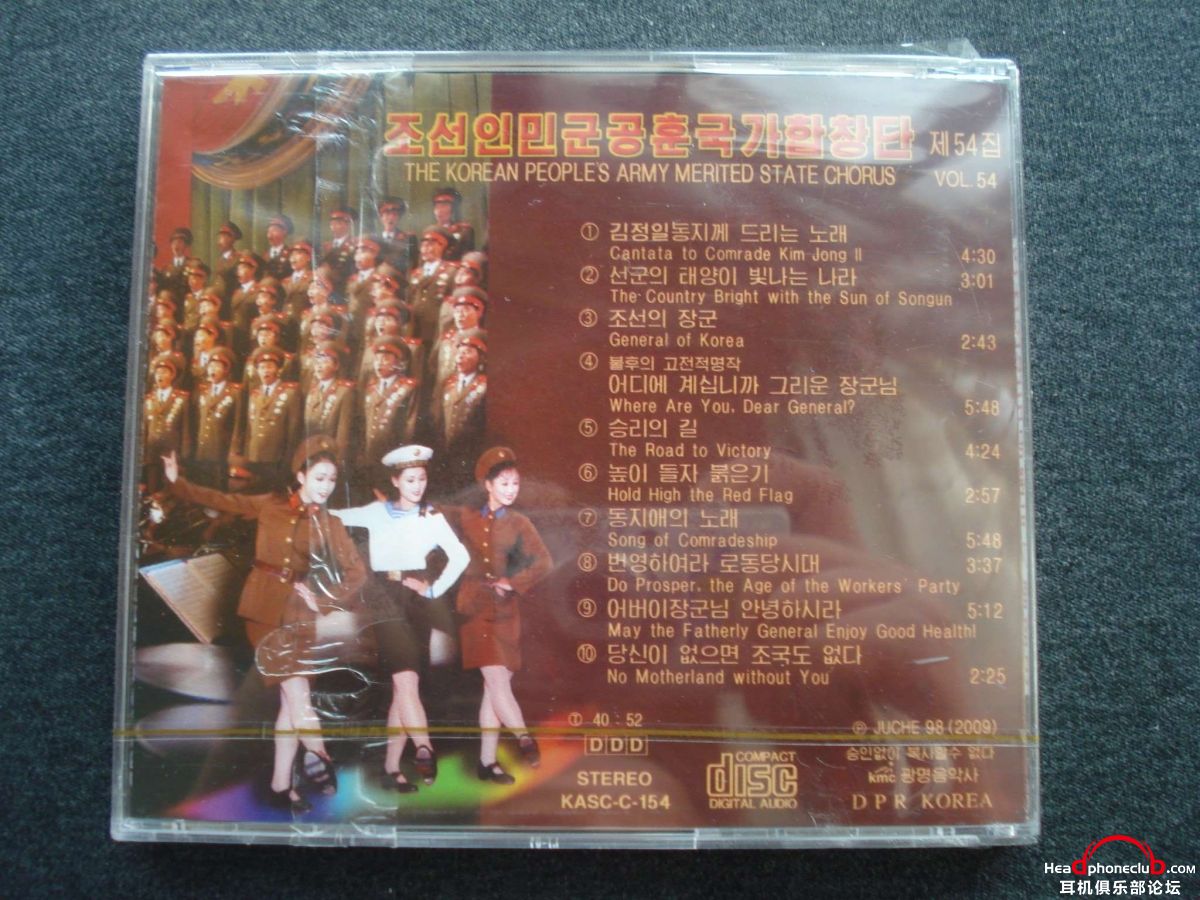 조선인민군공훈국가합창단 제54집
THE KOREAN PEOPLE'S ARMY MERITED STATE CHORUS VOL. 54
① 김정일동지께 드리는 노래
Cantata to Comrade Kim Jong Il 4:30
② 선군의 태양이 빛나는 나라 3:01
The Country Bright with the Sun of Songun
③ 조선의 장군
General of Korea 2:43
④ 불후의 고전적명작
어디에 계십니까 그리운 장군님
Where Are You, Dear General? 5:48
⑤ 승리의 길
The Road to Victory 4:24
⑥ 높이 들자 붉은기
Hold High the Red Flag 2:57
⑦ 동지애의 노래
Song of Comradeship 5:48
⑧ 번영하여라 로동당시대 3:37
Do Prosper, the Age of the Workers' Party
⑨ 어버이장군님 안녕하시라 5:12
May the Fatherly General Enjoy Good Health!
⑩ 당신이 없으면 조국도 없다
No Motherland without You 2:25
① 40 : 52
DDD
STEREO
KASC-C-154
COMPACT
disc
DIGITAL AUDIO
Ⓟ JUCHE 98 (2009)
승인없이 복사할수 없다
kmc 광명음악사
D P R KOREA
Headphoneclub.com
耳机俱乐部论坛